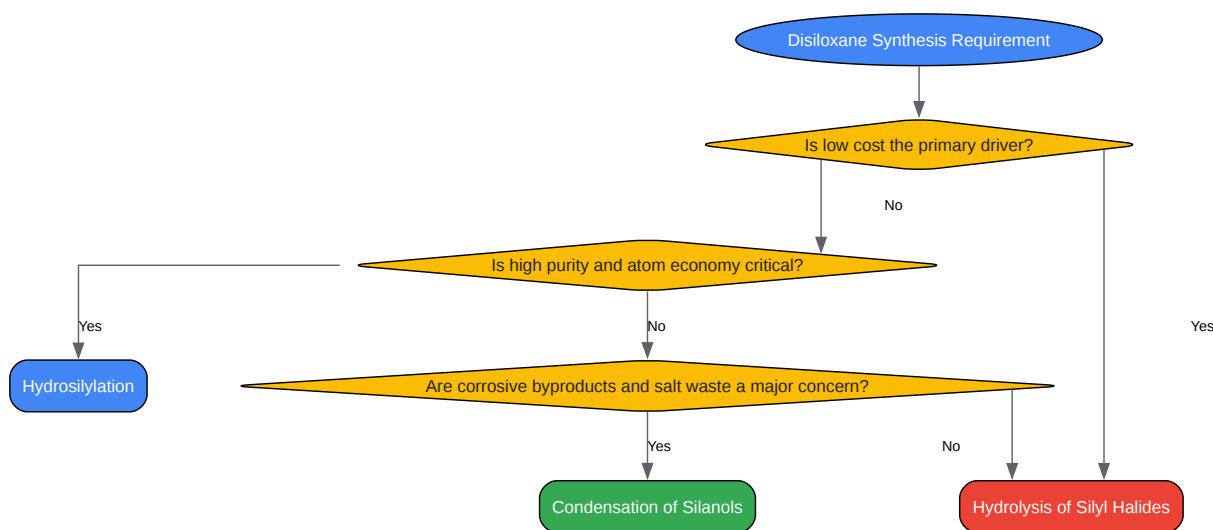 Disiloxane Synthesis Requirement
Is low cost the primary driver?
No
Is high purity and atom economy critical?
Yes
No
Yes
Hydrosilylation
Are corrosive byproducts and salt waste a major concern?
Yes
No
Condensation of Silanols
Hydrolysis of Silyl Halides